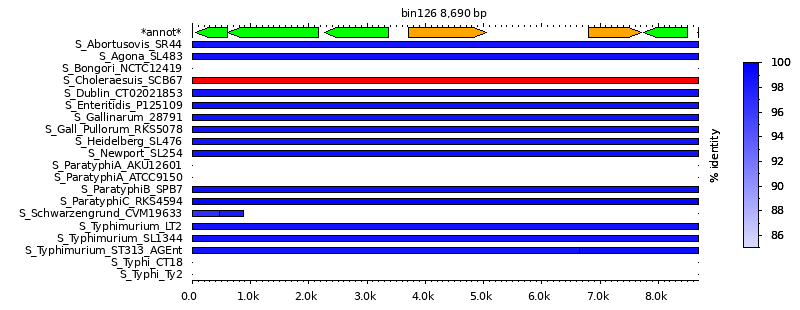 bin126 8,690 bp
*annot*
S_Abortusovis_SR44
S_Agona_SL483
S_Bongori_NCTC12419
S_Choleraesuis_SCB67
S_Dublin_CT02021853
S_Enteritidis_P125109
S_Gallinarum_28791
S_Gall_Pullorum_RKS5078
S_Heidelberg_SL476
S_Newport_SL254
S_ParatyphiA_AKU12601
S_ParatyphiA_ATCC9150
S_ParatyphiB_SPB7
S_ParatyphiC_RKS4594
S_Schwarzengrund_CVM19633
S_Typhimurium_LT2
S_Typhimurium_SL1344
S_Typhimurium_ST313_AGEnt
S_Typhi_CT18
S_Typhi_Ty2
0.0 1.0k 2.0k 3.0k 4.0k 5.0k 6.0k 7.0k 8.0k
% identity
100
98
96
94
92
90
88
86